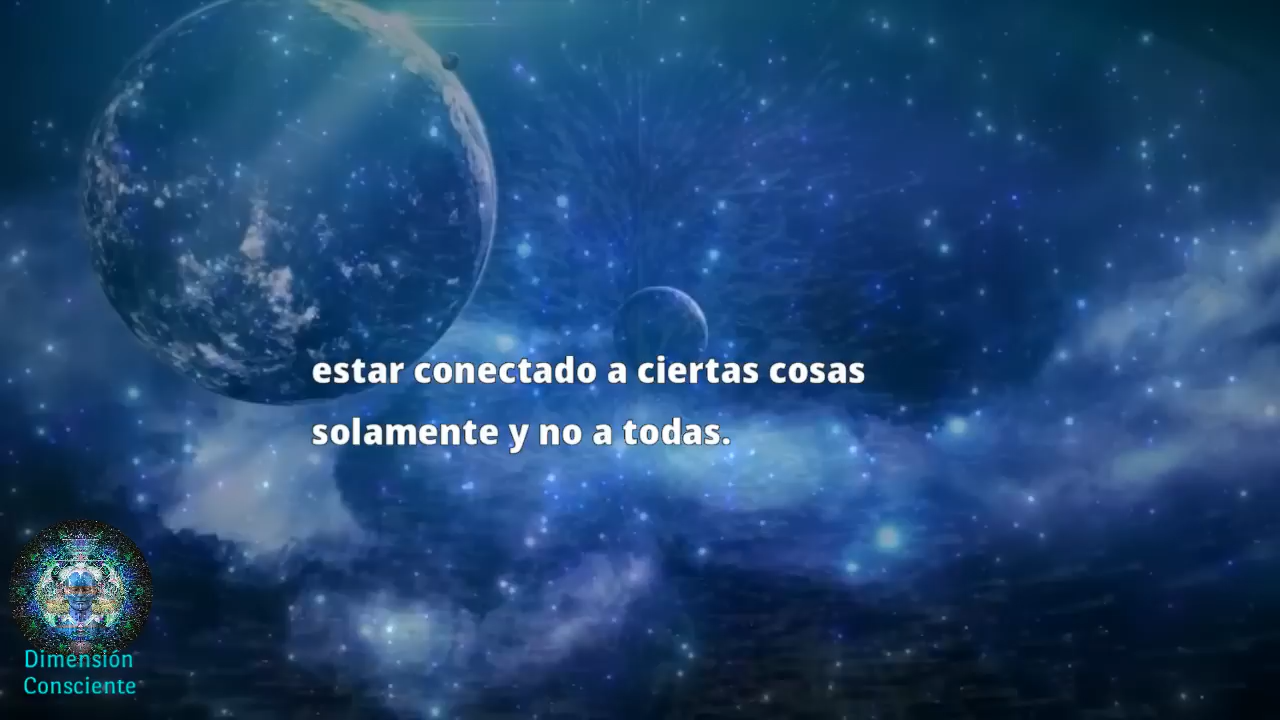 estar conectado a ciertas cosas
solamente y no a todas.
Dimensión
Consciente